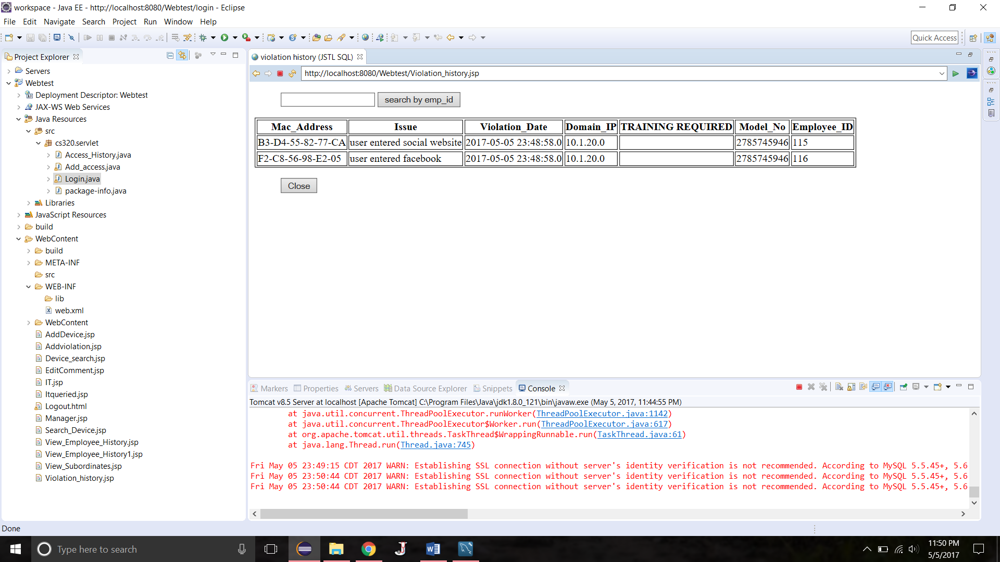 workspace - Java EE - http://localhost:8080/Webtest/login - Eclipse
File Edit Navigate Search Project Run Window Help
Quick Access
Project Explorer
Servers
Webtest
Deployment Descriptor: Webtest
JAX-WS Web Services
Java Resources
src
cs320.servlet
Access_History.java
Add_access.java
Login.java
package-info.java
Libraries
JavaScript Resources
build
WebContent
build
META-INF
src
WEB-INF
lib
web.xml
WebContent
AddDevice.jsp
Addviolation.jsp
Device_search.jsp
EditComment.jsp
IT.jsp
Itqueried.jsp
Logout.html
Manager.jsp
Search_Device.jsp
View_Employee_History.jsp
View_Employee_History1.jsp
View_Subordinates.jsp
Violation_history.jsp
violation history (JSTL SQL)
http://localhost:8080/Webtest/Violation_history.jsp
search by emp_id
Mac_Address Issue Violation_Date Domain_IP TRAINING REQUIRED Model_No Employee_ID
B3-D4-55-82-77-CA user entered social website 2017-05-05 23:48:58.0 10.1.20.0 2785745946 115
F2-C8-56-98-E2-05 user entered facebook 2017-05-05 23:48:58.0 10.1.20.0 2785745946 116
Close
Markers Properties Servers Data Source Explorer Snippets Console
Tomcat v8.5 Server at localhost [Apache Tomcat] C:\Program Files\Java\jdk1.8.0_121\bin\javaw.exe (May 5, 2017, 11:44:55 PM)
at java.util.concurrent.ThreadPoolExecutor.runWorker(ThreadPoolExecutor.java:1142)
at java.util.concurrent.ThreadPoolExecutor$Worker.run(ThreadPoolExecutor.java:617)
at org.apache.tomcat.util.threads.TaskThread$WrappingRunnable.run(TaskThread.java:61)
at java.lang.Thread.run(Thread.java:745)
Fri May 05 23:49:15 CDT 2017 WARN: Establishing SSL connection without server's identity verification is not recommended. According to MySQL 5.5.45+, 5.6
Fri May 05 23:50:44 CDT 2017 WARN: Establishing SSL connection without server's identity verification is not recommended. According to MySQL 5.5.45+, 5.6
Fri May 05 23:50:44 CDT 2017 WARN: Establishing SSL connection without server's identity verification is not recommended. According to MySQL 5.5.45+, 5.6
Done
Type here to search
11:50 PM
5/5/2017